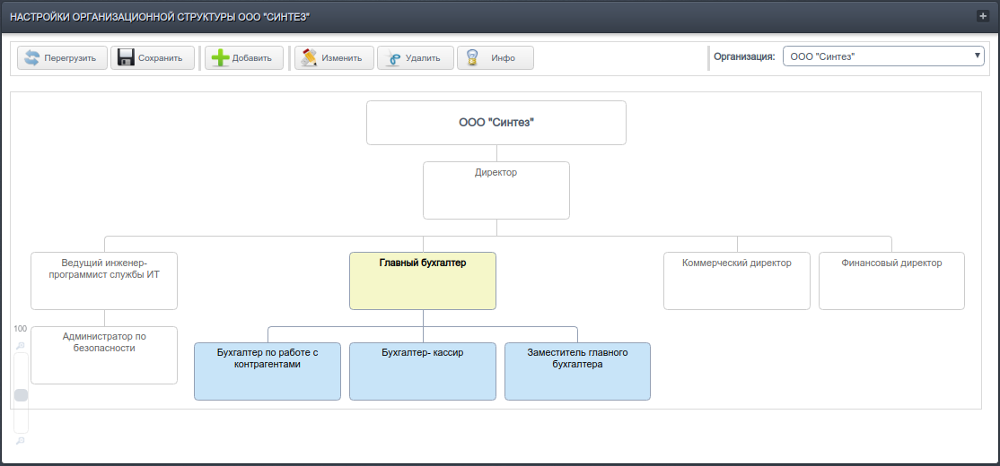 НАСТРОЙКИ ОРГАНИЗАЦИОННОЙ СТРУКТУРЫ ООО "СИНТЕЗ"
Перегрузить Сохранить Добавить Изменить Удалить Инфо Организация: ООО "Синтез"
ООО "Синтез"
Директор
Ведущий инженер-
программист службы ИТ
Главный бухгалтер
Коммерческий директор
Финансовый директор
100
Администратор по
безопасности
Бухгалтер по работе с
контрагентами
Бухгалтер- кассир
Заместитель главного
бухгалтера